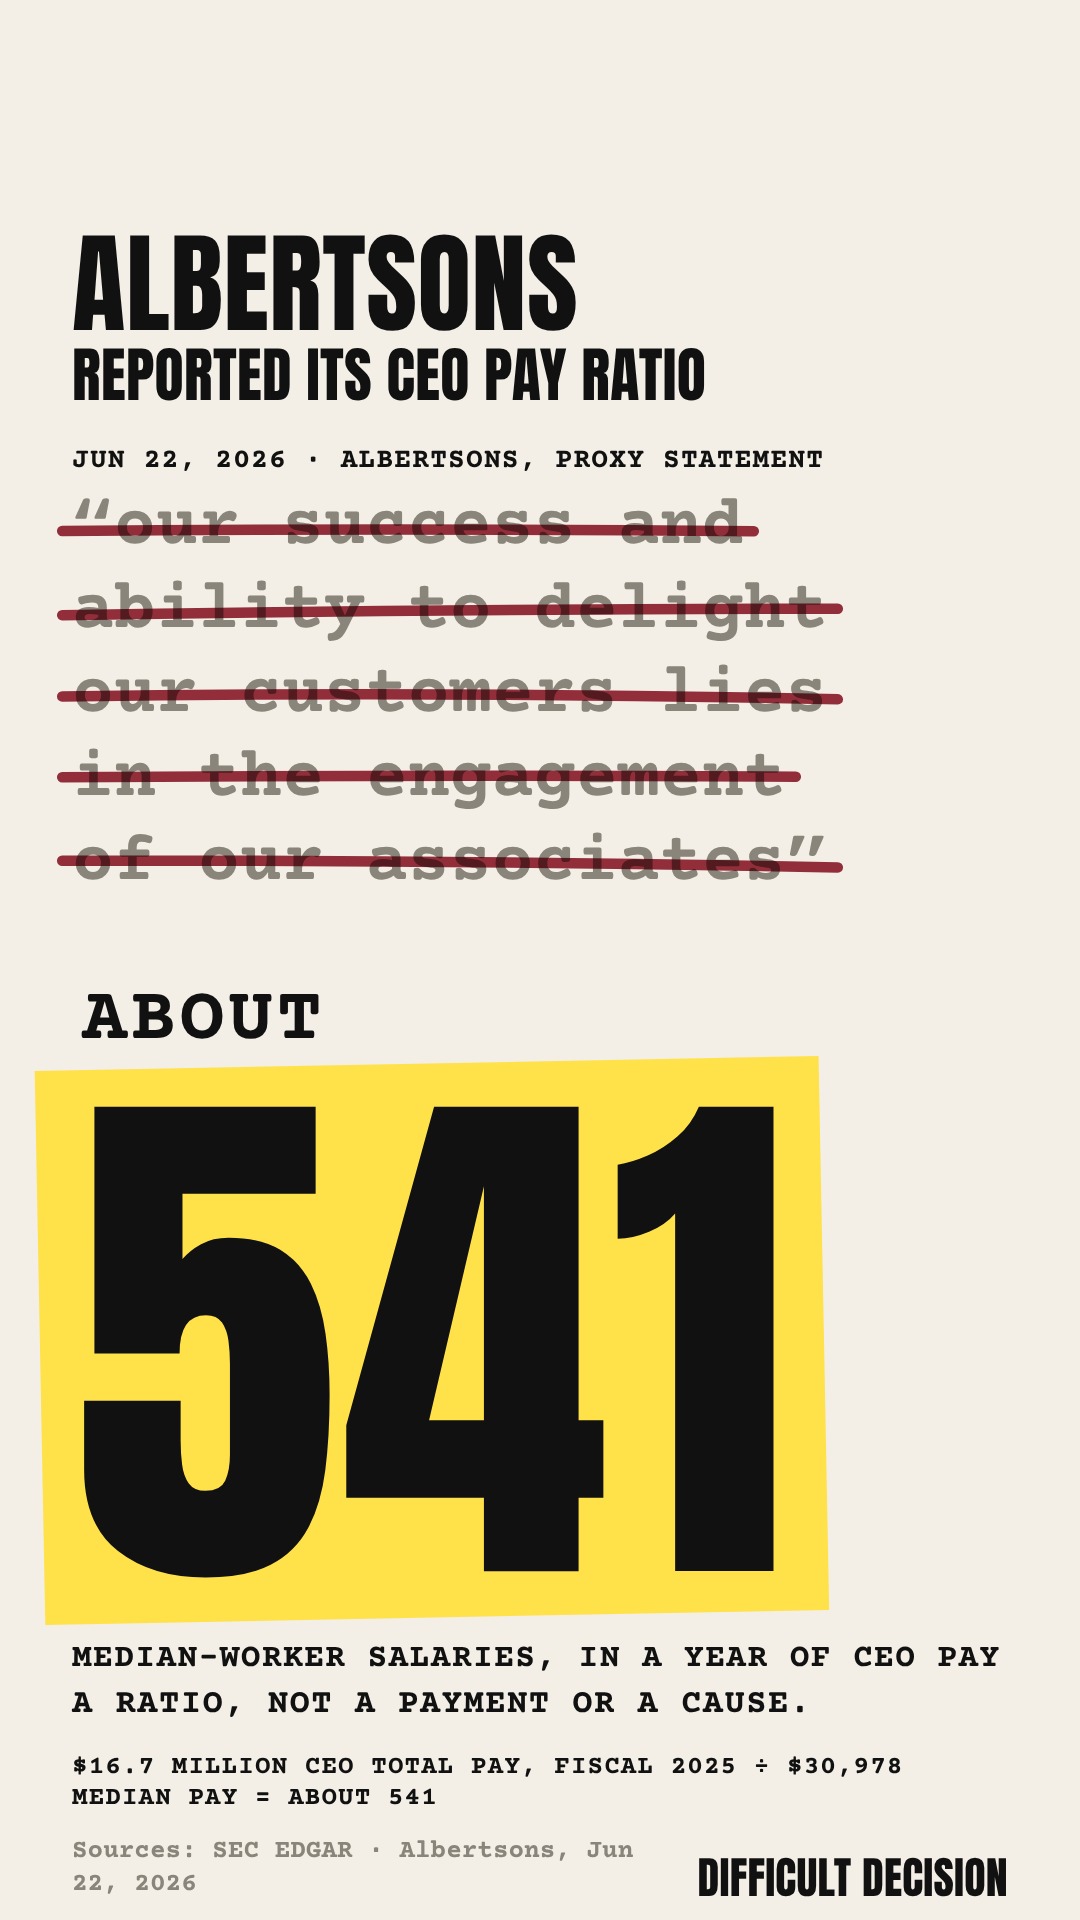 ALBERTSONS
REPORTED ITS CEO PAY RATIO
JUN 22, 2026 · ALBERTSONS, PROXY STATEMENT
“our success and
ability to delight
our customers lies
in the engagement
of our associates”
ABOUT
541
MEDIAN-WORKER SALARIES, IN A YEAR OF CEO PAY
A RATIO, NOT A PAYMENT OR A CAUSE.
$16.7 MILLION CEO TOTAL PAY, FISCAL 2025 ÷ $30,978
MEDIAN PAY = ABOUT 541
Sources: SEC EDGAR · Albertsons, Jun
22, 2026
DIFFICULT DECISION